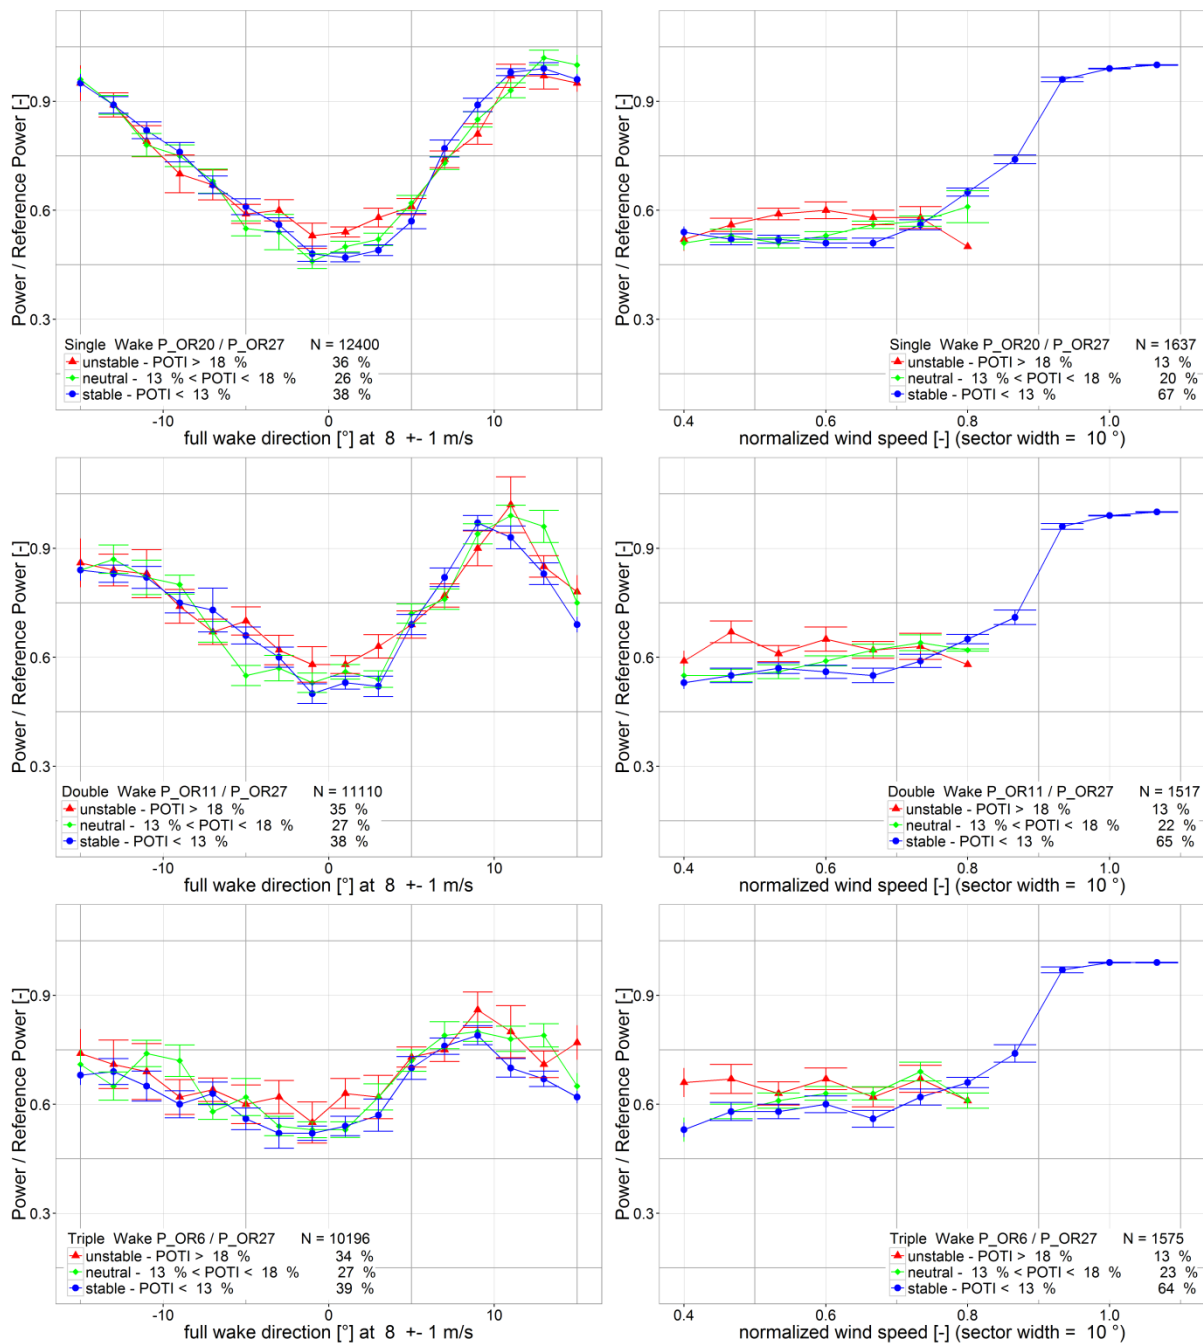 Power / Reference Power [-]
0.9
0.6
0.3
Single Wake P_OR20 / P_OR27 N = 12400
unstable - POTI > 18 % 36 %
neutral - 13 % < POTI < 18 % 26 %
stable - POTI < 13 % 38 %
-10 0 10
full wake direction [°] at 8 +- 1 m/s
Power / Reference Power [-]
0.9
0.6
0.3
Single Wake P_OR20 / P_OR27 N = 1637
unstable - POTI > 18 % 13 %
neutral - 13 % < POTI < 18 % 20 %
stable - POTI < 13 % 67 %
0.4 0.6 0.8 1.0
normalized wind speed [-] (sector width = 10 °)
Power / Reference Power [-]
0.9
0.6
0.3
Double Wake P_OR11 / P_OR27 N = 11110
unstable - POTI > 18 % 35 %
neutral - 13 % < POTI < 18 % 27 %
stable - POTI < 13 % 38 %
-10 0 10
full wake direction [°] at 8 +- 1 m/s
Power / Reference Power [-]
0.9
0.6
0.3
Double Wake P_OR11 / P_OR27 N = 1517
unstable - POTI > 18 % 13 %
neutral - 13 % < POTI < 18 % 22 %
stable - POTI < 13 % 65 %
0.4 0.6 0.8 1.0
normalized wind speed [-] (sector width = 10 °)
Power / Reference Power [-]
0.9
0.6
0.3
Triple Wake P_OR6 / P_OR27 N = 10196
unstable - POTI > 18 % 34 %
neutral - 13 % < POTI < 18 % 27 %
stable - POTI < 13 % 39 %
-10 0 10
full wake direction [°] at 8 +- 1 m/s
Power / Reference Power [-]
0.9
0.6
0.3
Triple Wake P_OR6 / P_OR27 N = 1575
unstable - POTI > 18 % 13 %
neutral - 13 % < POTI < 18 % 23 %
stable - POTI < 13 % 64 %
0.4 0.6 0.8 1.0
normalized wind speed [-] (sector width = 10 °)